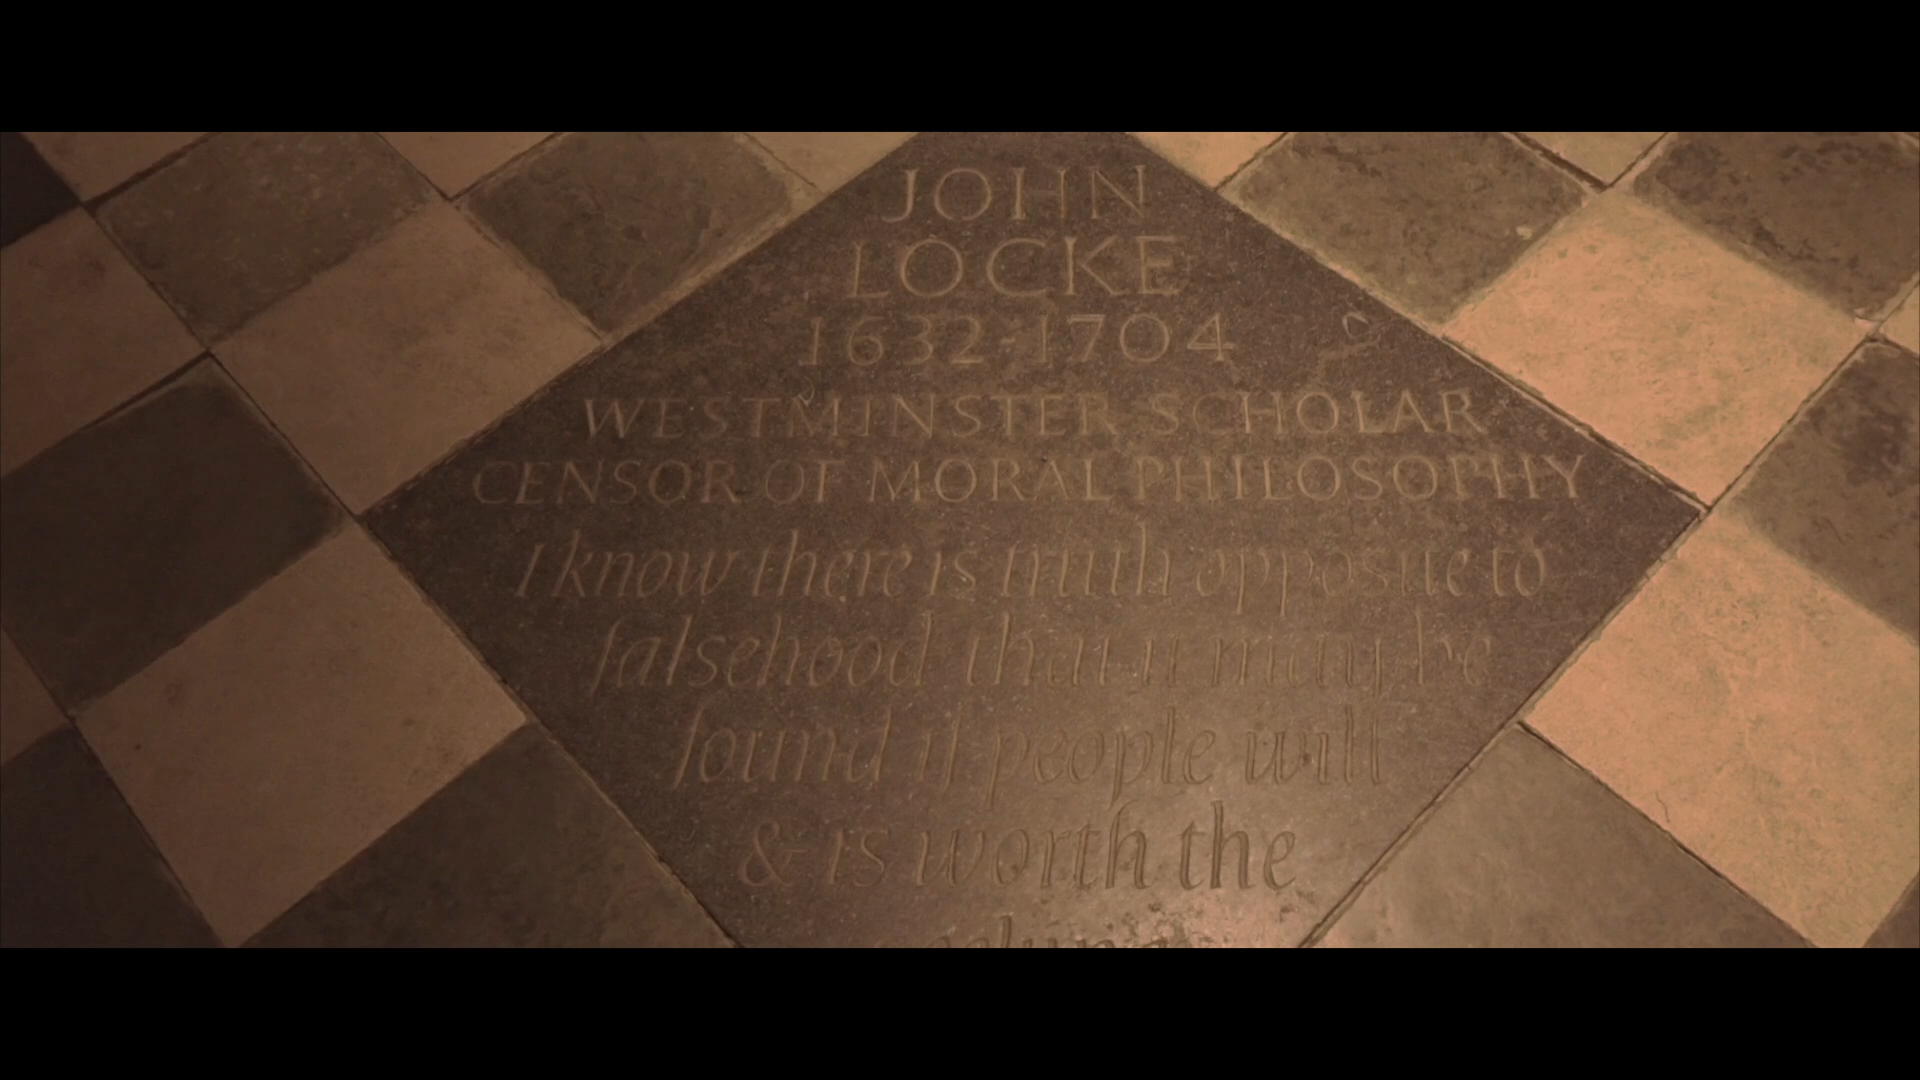 JOHN
LOCKE
1632·1704
WESTMINSTER SCHOLAR
CENSOR OF MORAL PHILOSOPHY
I know there is truth opposite to
falsehood that it may be
found if people will
& is worth the